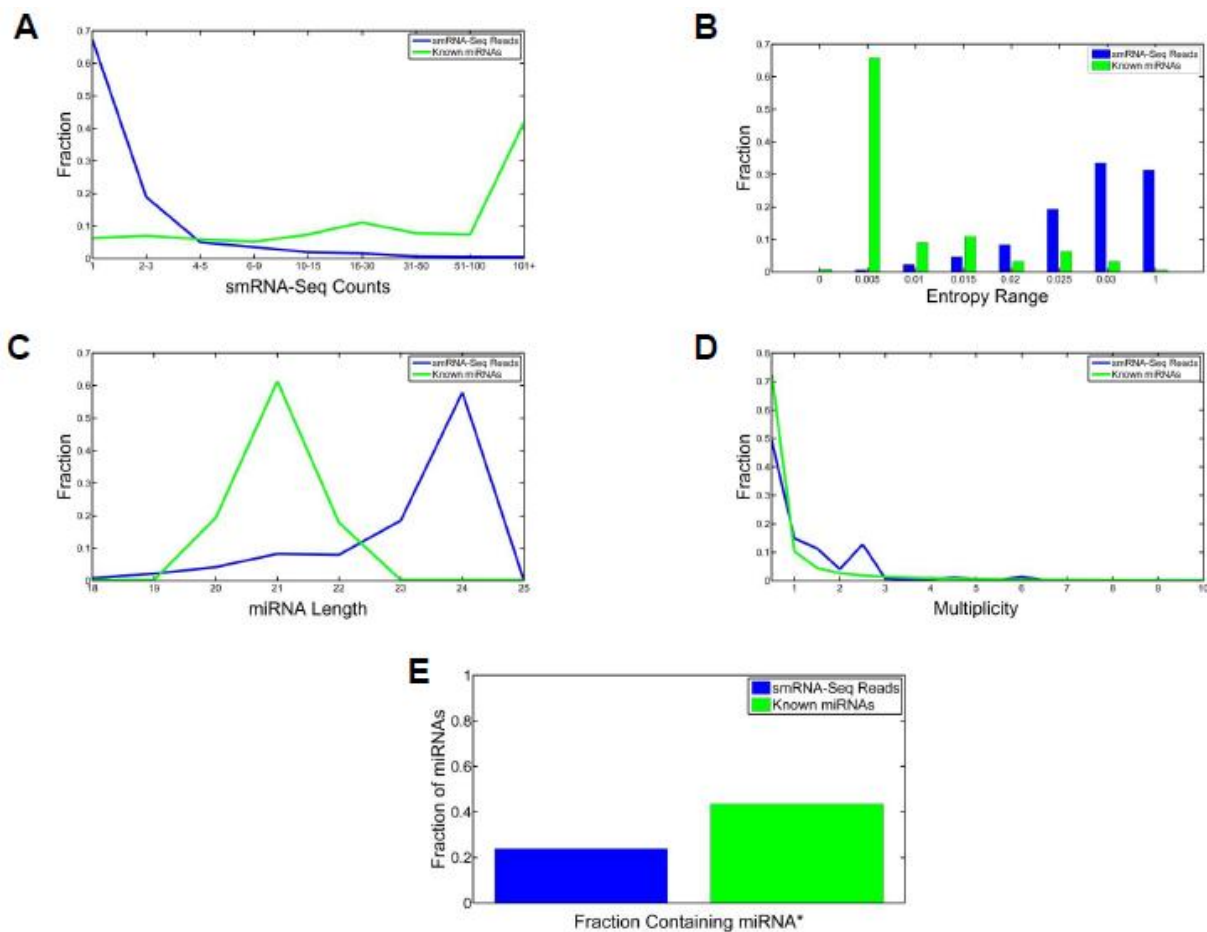 A
0.7
0.6
0.5
0.4
0.3
0.2
0.1
0
Fraction
smRNA-Seq Reads
Known miRNAs
1 2-3 4-5 6-9 10-15 16-30 31-50 51-100 101+
smRNA-Seq Counts
B
0.7
0.6
0.5
0.4
0.3
0.2
0.1
0
Fraction
smRNA-Seq Reads
Known miRNAs
0 0.005 0.01 0.015 0.02 0.025 0.03 1
Entropy Range
C
0.7
0.6
0.5
0.4
0.3
0.2
0.1
0
Fraction
smRNA-Seq Reads
Known miRNAs
18 19 20 21 22 23 24 25
miRNA Length
D
0.8
0.7
0.6
0.5
0.4
0.3
0.2
0.1
0
Fraction
smRNA-Seq Reads
Known miRNAs
1 2 3 4 5 6 7 8 9 10
Multiplicity
E
1
0.8
0.6
0.4
0.2
0
Fraction of miRNAs
smRNA-Seq Reads
Known miRNAs
Fraction Containing miRNA*